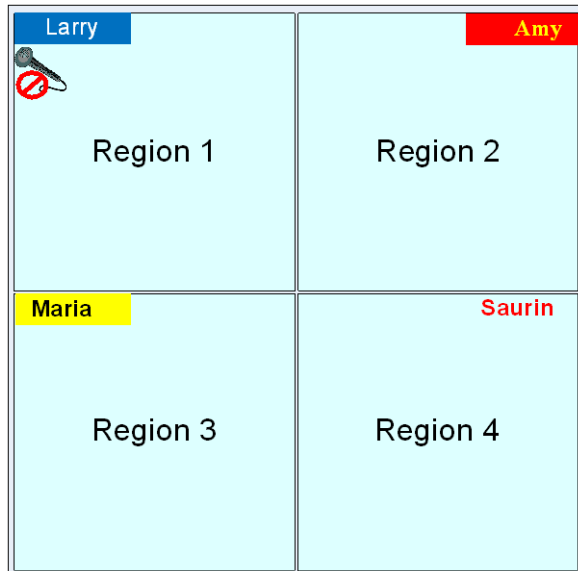 Larry
Amy
Region 1
Region 2
Maria
Saurin
Region 3
Region 4